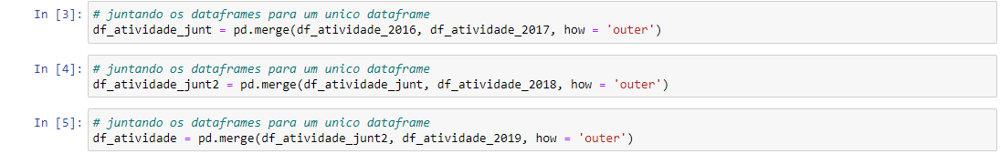 In [3]: # juntando os dataframes para um unico dataframe
df_atividade_junt = pd.merge(df_atividade_2016, df_atividade_2017, how = 'outer')
In [4]: # juntando os dataframes para um unico dataframe
df_atividade_junt2 = pd.merge(df_atividade_junt, df_atividade_2018, how = 'outer')
In [5]: # juntando os dataframes para um unico dataframe
df_atividade = pd.merge(df_atividade_junt2, df_atividade_2019, how = 'outer')